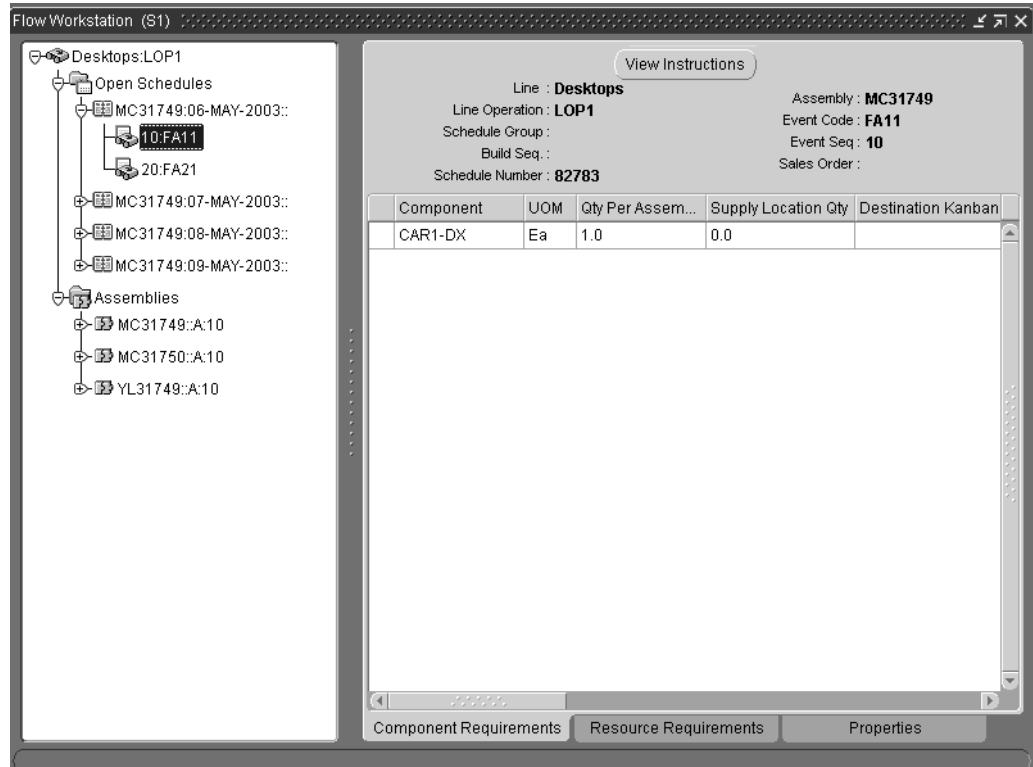 Flow Workstation (S1)
Desktops:LOP1
Open Schedules
MC31749:06-MAY-2003::
10:FA11
20:FA21
MC31749:07-MAY-2003::
MC31749:08-MAY-2003::
MC31749:09-MAY-2003::
Assemblies
MC31749::A:10
MC31750::A:10
YL31749::A:10
View Instructions
Line : Desktops
Line Operation : LOP1
Schedule Group :
Build Seq. :
Schedule Number : 82783
Assembly : MC31749
Event Code : FA11
Event Seq : 10
Sales Order :
Component UOM Qty Per Assem... Supply Location Qty Destination Kanban
CAR1-DX Ea 1.0 0.0
Component Requirements Resource Requirements Properties